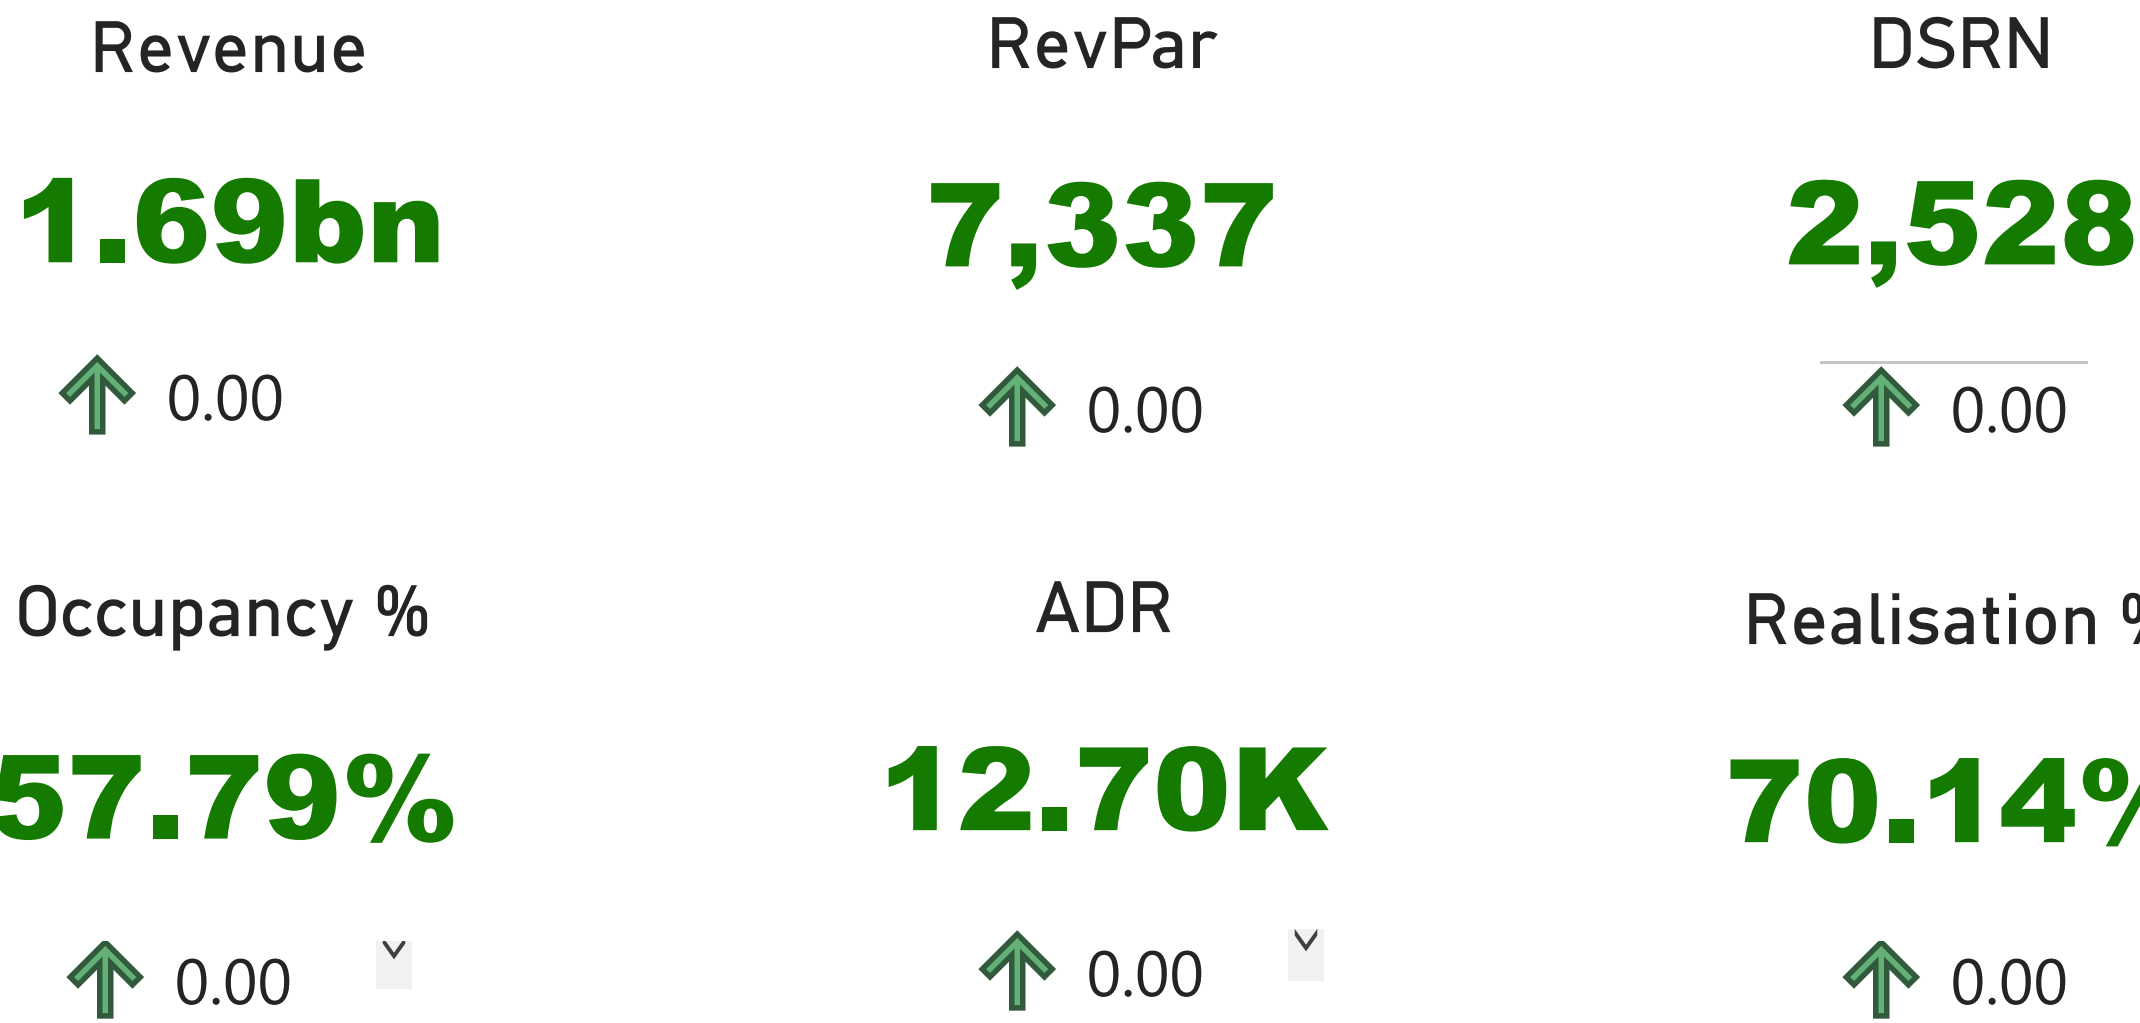 Revenue
RevPar
DSRN
1.69bn
7,337
2,528
0.00
0.00
0.00
Occupancy %
ADR
Realisation %
57.79%
12.70K
70.14%
0.00
0.00
0.00